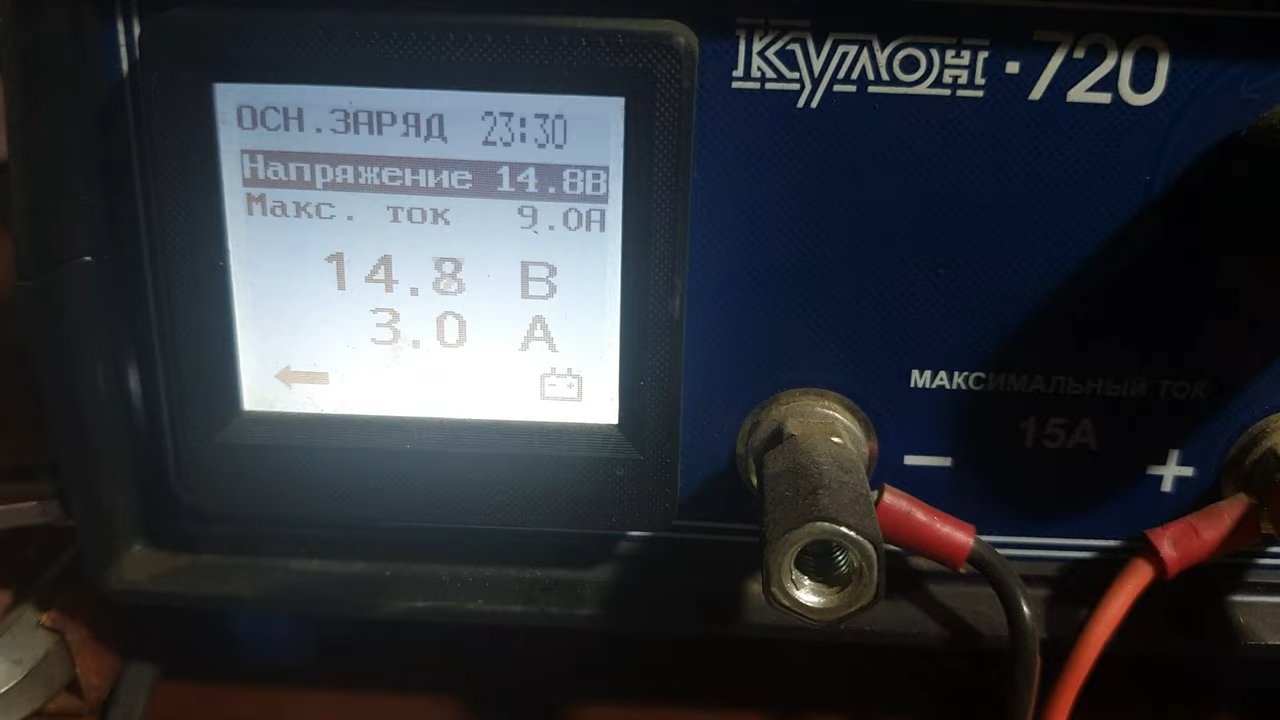 КУЛОН-720
ОСН.ЗАРЯД 23:30
Напряжение 14.8В
Макс. ток 9.0А
14.8 В
3.0 А
МАКСИМАЛЬНЫЙ ТОК
15А
− +